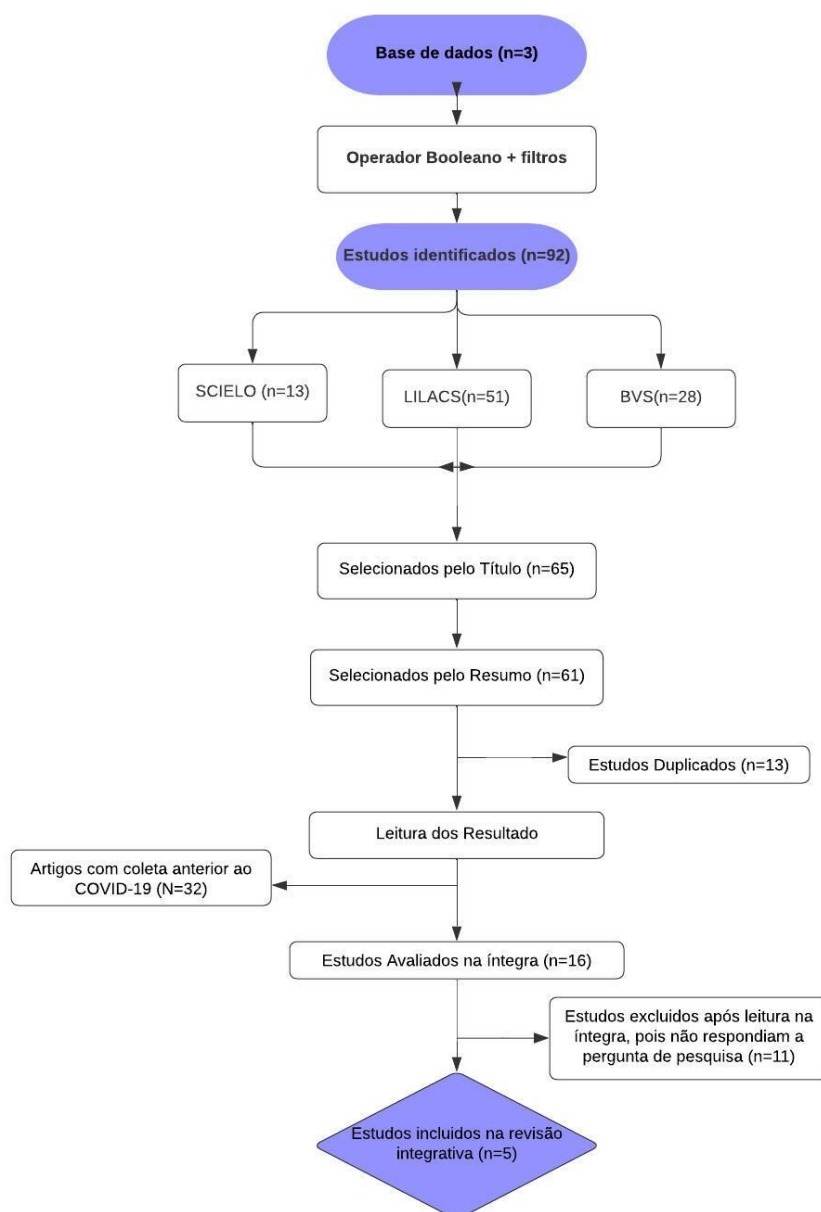 Base de dados (n=3)
Operador Booleano + filtros
Estudos identificados (n=92)
SCIELO (n=13)
LILACS(n=51)
BVS(n=28)
Selecionados pelo Título (n=65)
Selecionados pelo Resumo (n=61)
Estudos Duplicados (n=13)
Leitura dos Resultado
Artigos com coleta anterior ao
COVID-19 (N=32)
Estudos Avaliados na íntegra (n=16)
Estudos excluidos após leitura na
íntegra, pois não respondiam a
pergunta de pesquisa (n=11)
Estudos incluidos na revisão
integrativa (n=5)